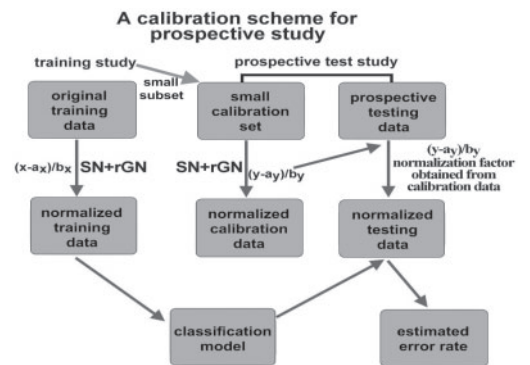 A calibration scheme for
prospective study
training study
prospective test study
small
subset
original
training
data
small
calibration
set
prospective
testing
data
(x-ax)/bx
SN+rGN
SN+rGN
(y-ay)/by
(y-ay)/by
normalization factor
obtained from
calibration data
normalized
training
data
normalized
calibration
data
normalized
testing
data
classification
model
estimated
error rate